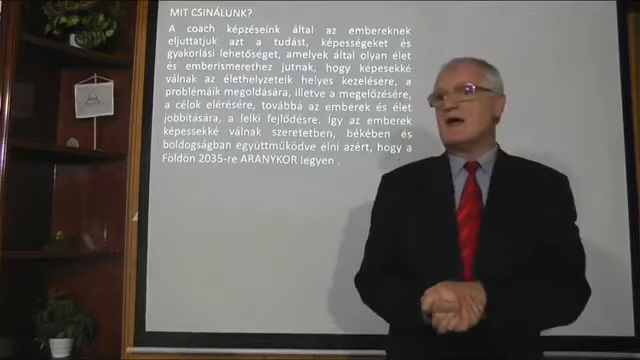 MIT CSINÁLUNK?
A coach képzéseink által az embereknek
eljuttatjuk azt a tudást, képességeket és
gyakorlási lehetőséget, amelyek által olyan élet
és emberismerethez jutnak, hogy képesekké
válnak az élethelyzeteik helyes kezelésére, a
problémáik megoldására, illetve a megelőzésére,
a célok elérésére, továbbá az emberek és élet
jobbítására, a lelki fejlődésre. Így az emberek
képessekké válnak szeretetben, békében és
boldogságban együttműködve élni azért, hogy a
Földön 2035-re ARANYKOR legyen .